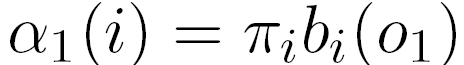 α₁(i) = πᵢbᵢ(o₁)